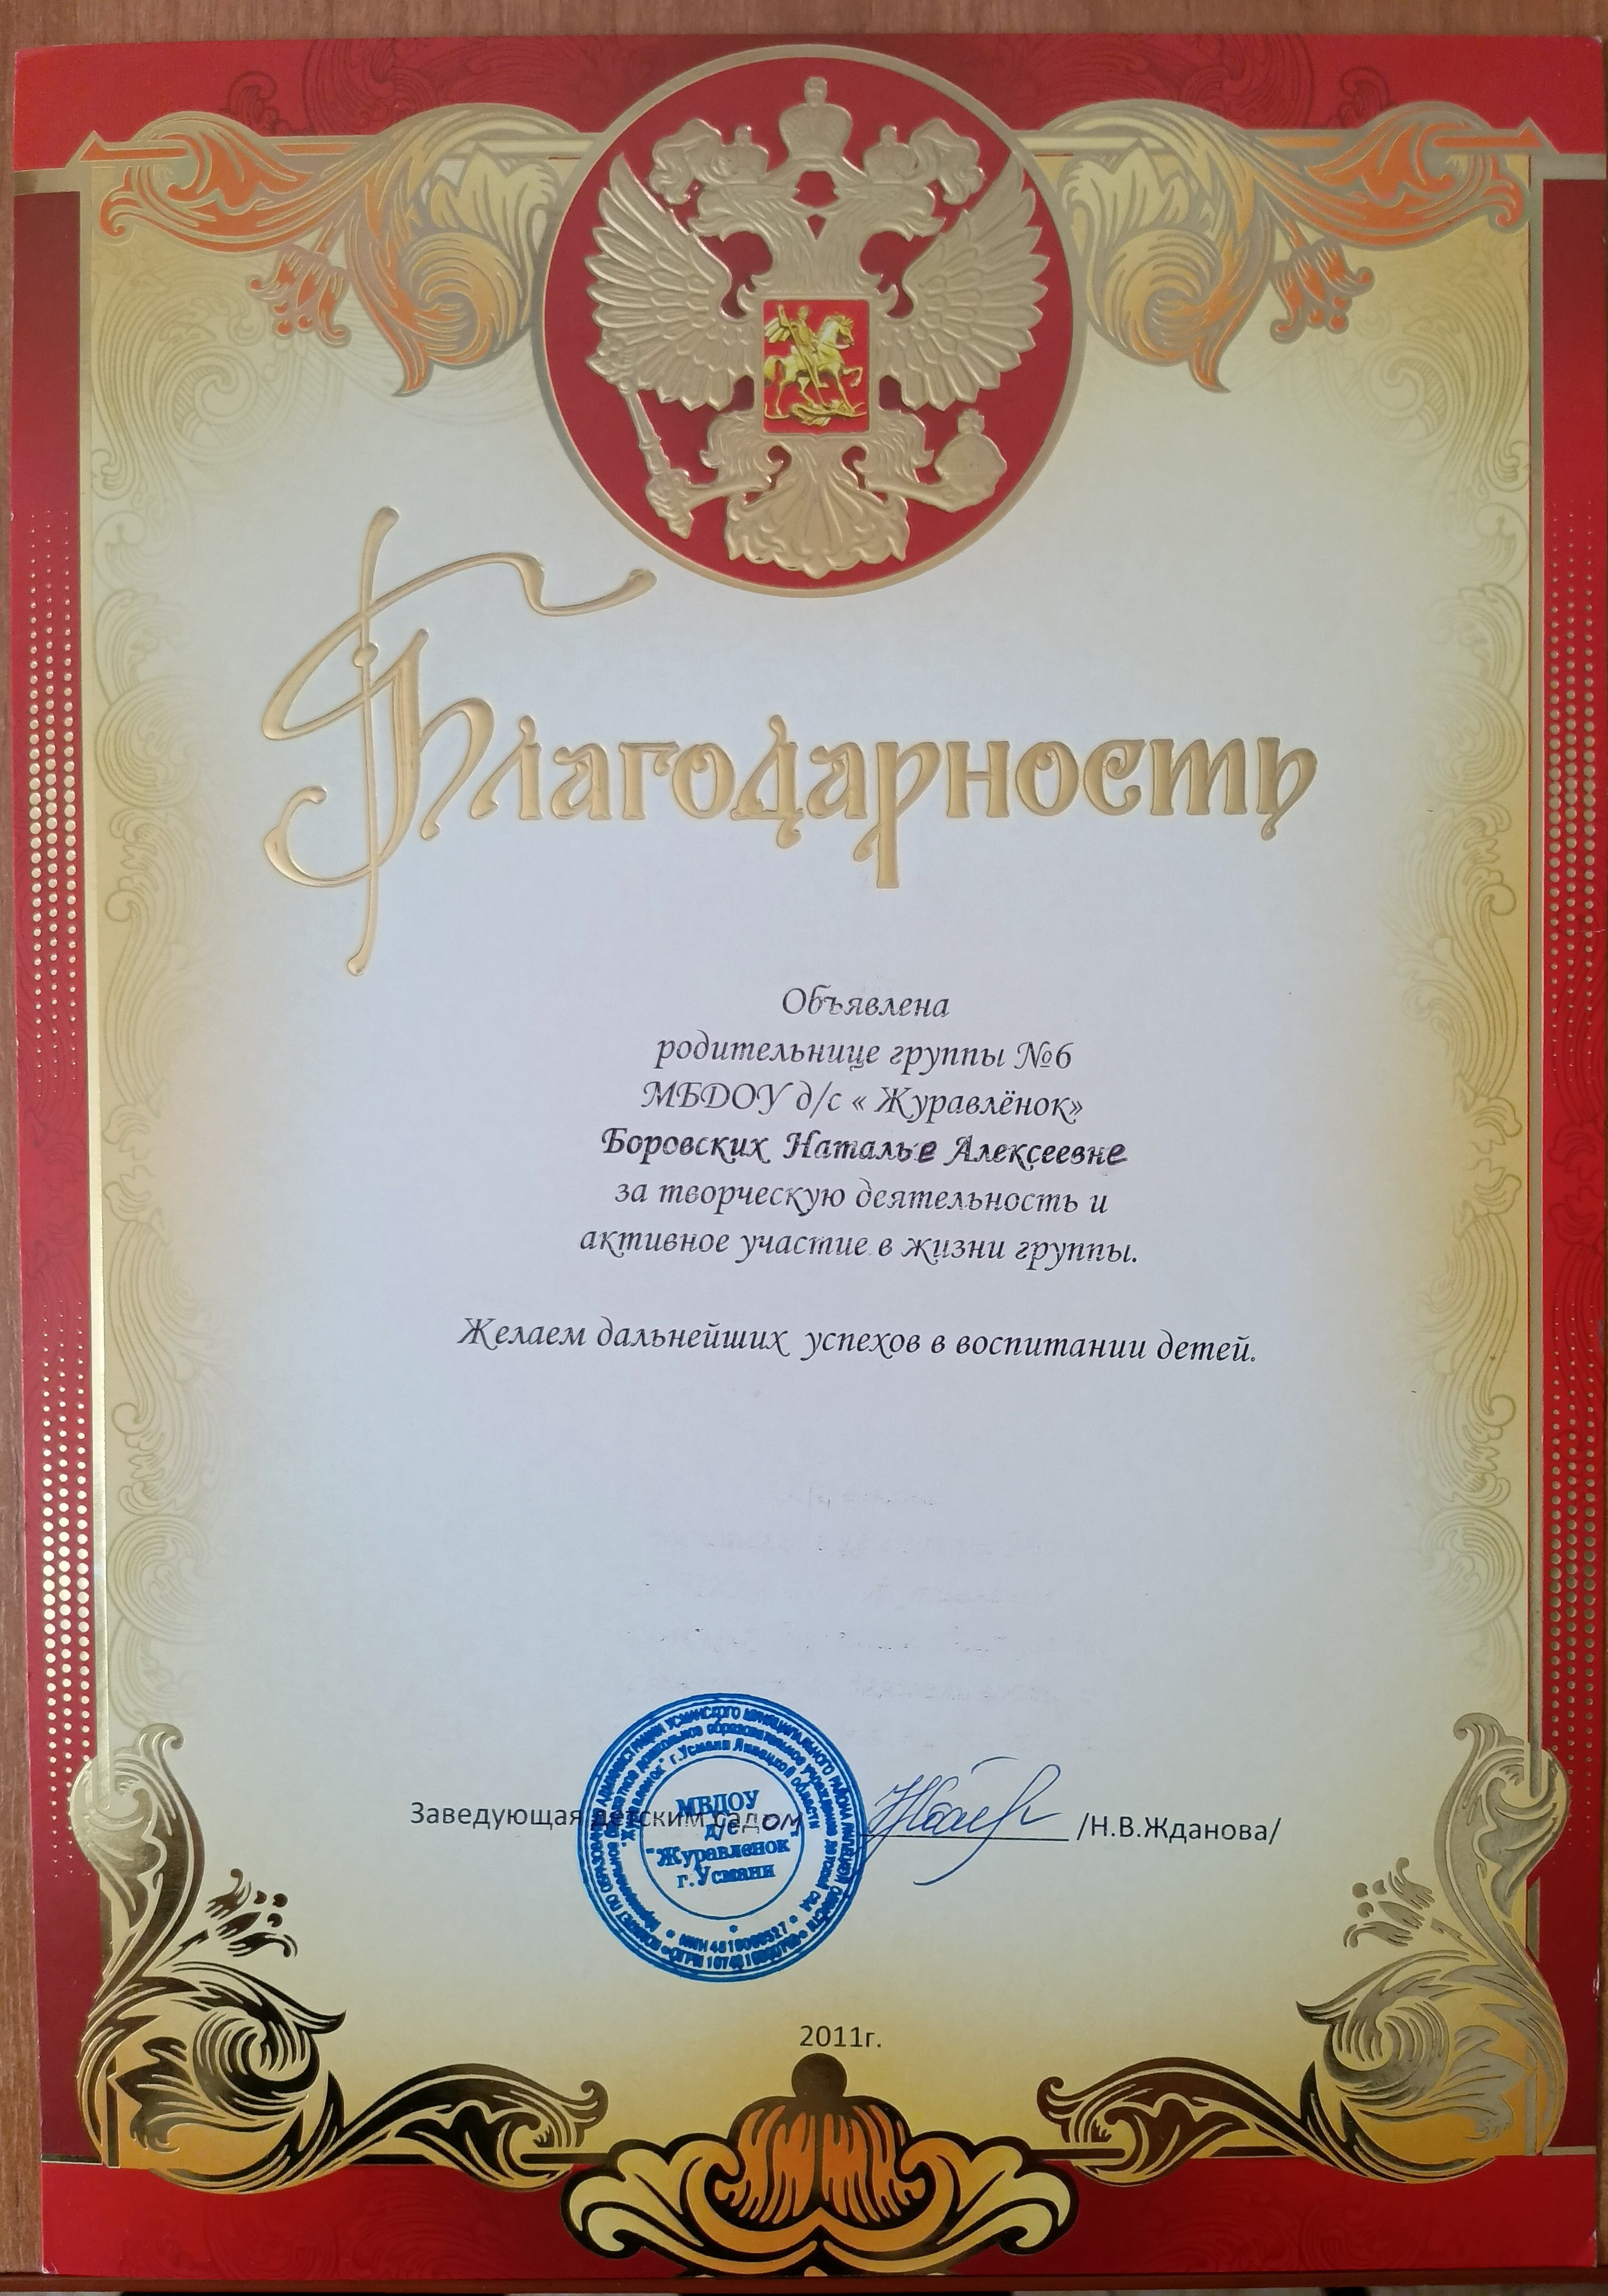 Благодарность
Объявлена
родительнице группы №6
МБДОУ д/с « Журавлёнок»
Боровских Наталье Алексеевне
за творческую деятельность и
активное участие в жизни группы.
Желаем дальнейших успехов в воспитании детей.
Заведующая детским садом /Н.В.Жданова/
МБДОУ
д/с
"Журавленок"
г.Усмани
2011г.